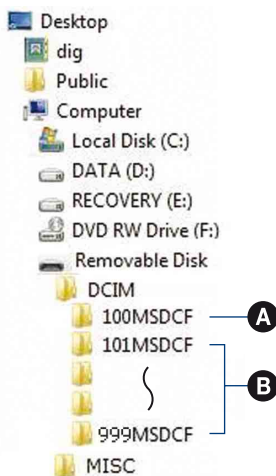 Desktop
dig
Public
Computer
Local Disk (C:)
DATA (D:)
RECOVERY (E:)
DVD RW Drive (F:)
Removable Disk
DCIM
100MSDCF A
101MSDCF
B
999MSDCF
MISC